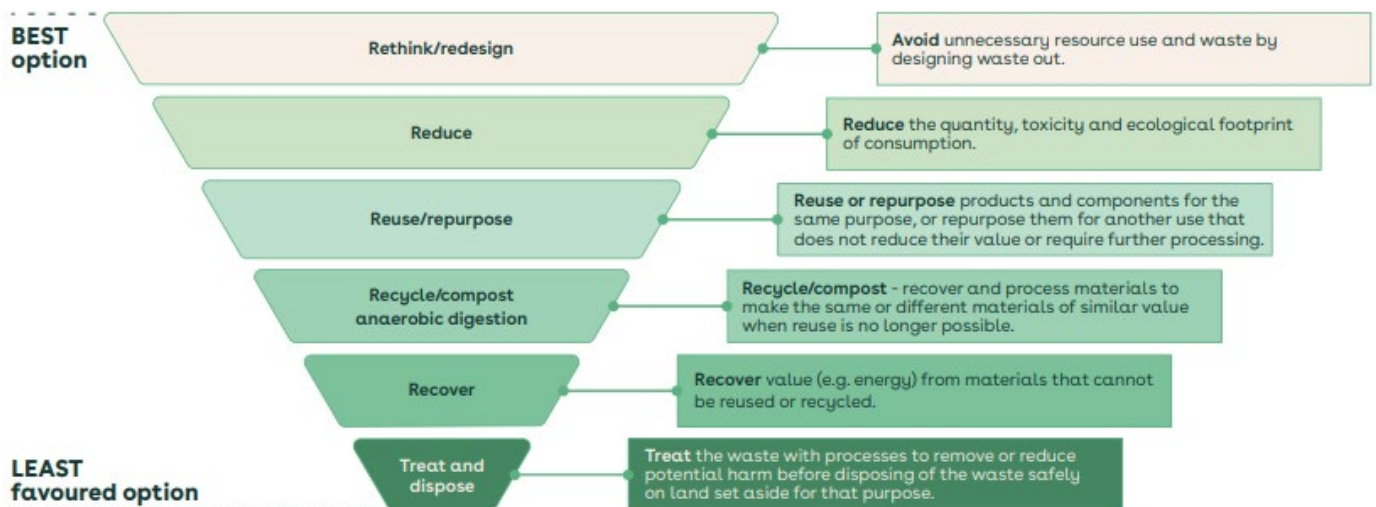 BEST
option
Rethink/redesign
Avoid unnecessary resource use and waste by
designing waste out.
Reduce
Reduce the quantity, toxicity and ecological footprint
of consumption.
Reuse/repurpose
Reuse or repurpose products and components for the
same purpose, or repurpose them for another use that
does not reduce their value or require further processing.
Recycle/compost
anaerobic digestion
Recycle/compost - recover and process materials to
make the same or different materials of similar value
when reuse is no longer possible.
Recover
Recover value (e.g. energy) from materials that cannot
be reused or recycled.
LEAST
favoured option
Treat and
dispose
Treat the waste with processes to remove or reduce
potential harm before disposing of the waste safely
on land set aside for that purpose.